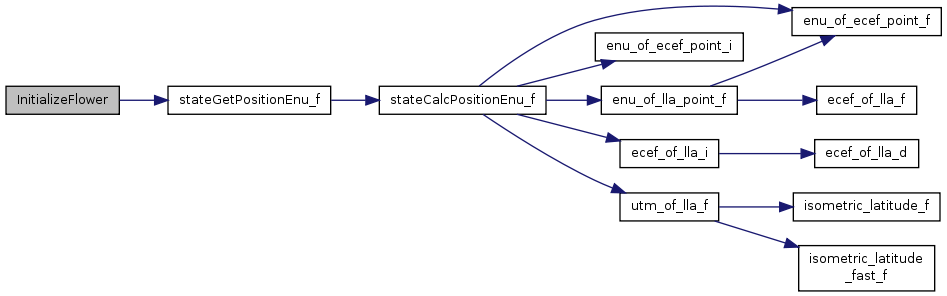 InitializeFlower
stateGetPositionEnu_f
stateCalcPositionEnu_f
enu_of_ecef_point_f
enu_of_ecef_point_i
enu_of_lla_point_f
ecef_of_lla_f
ecef_of_lla_i
ecef_of_lla_d
utm_of_lla_f
isometric_latitude_f
isometric_latitude
_fast_f